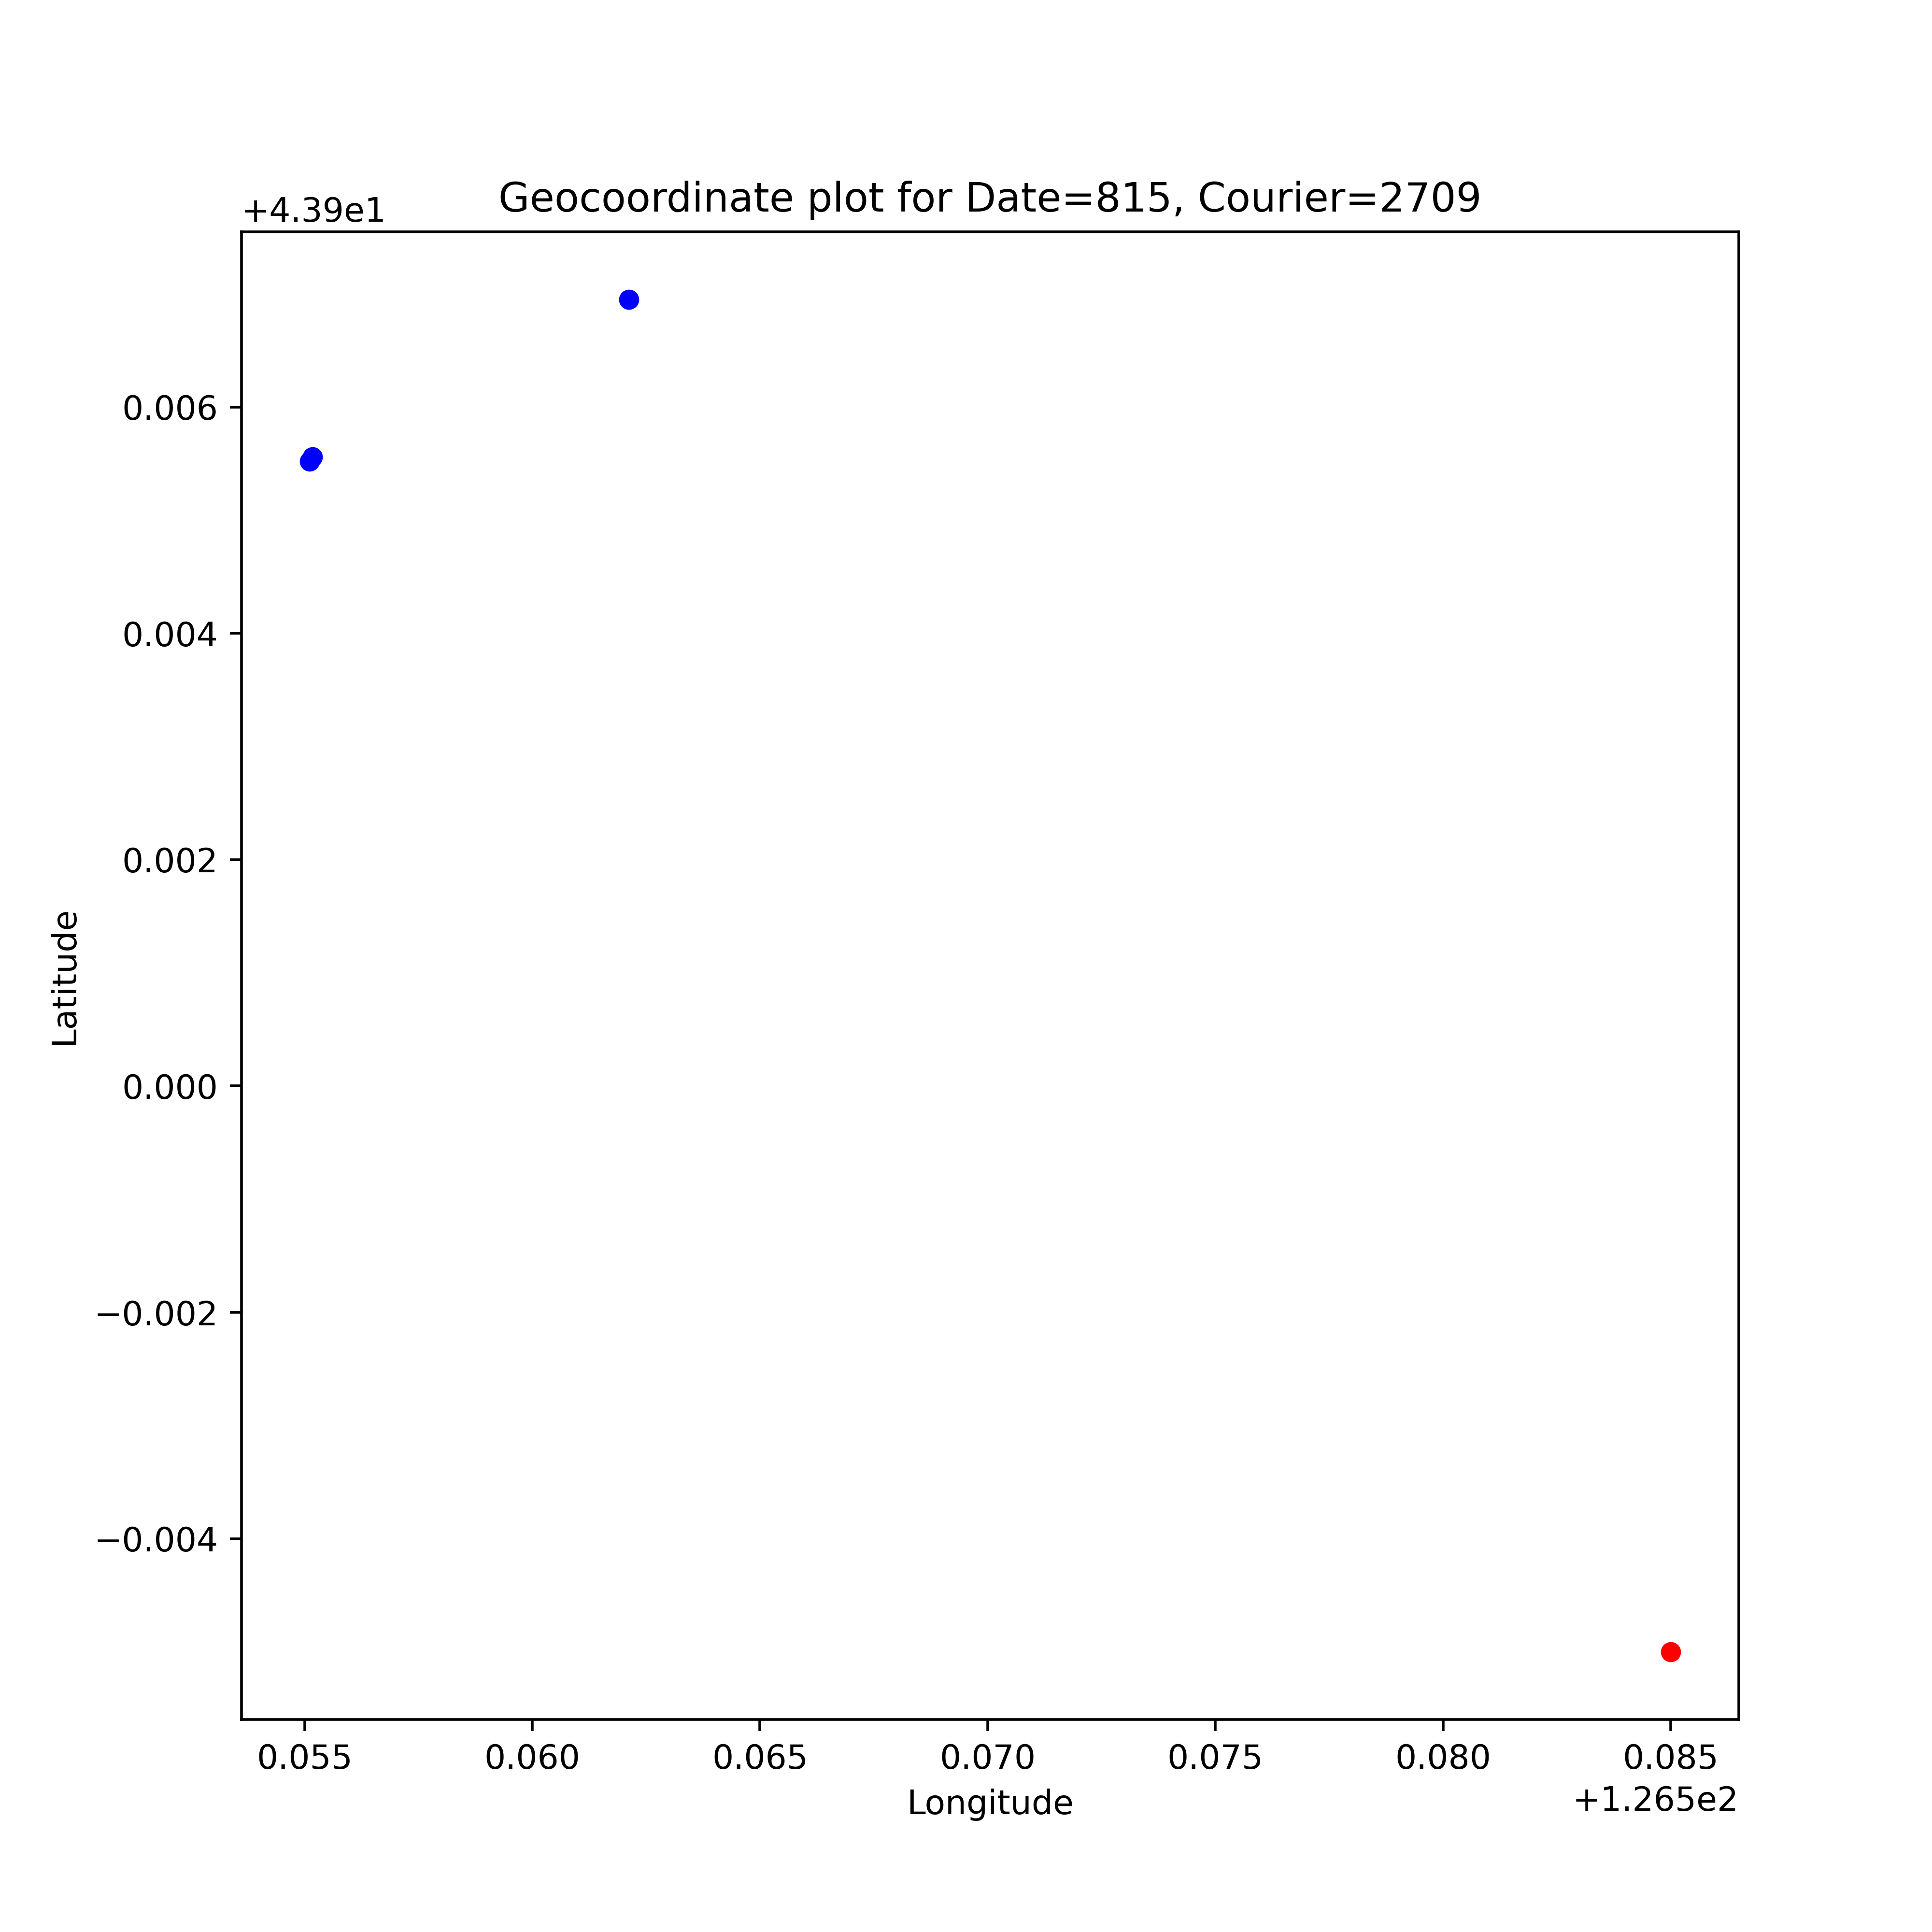 Geocoordinate plot for Date=815, Courier=2709
+4.39e1
0.006
0.004
0.002
0.000
−0.002
−0.004
Latitude
0.055 0.060 0.065 0.070 0.075 0.080 0.085
Longitude
+1.265e2